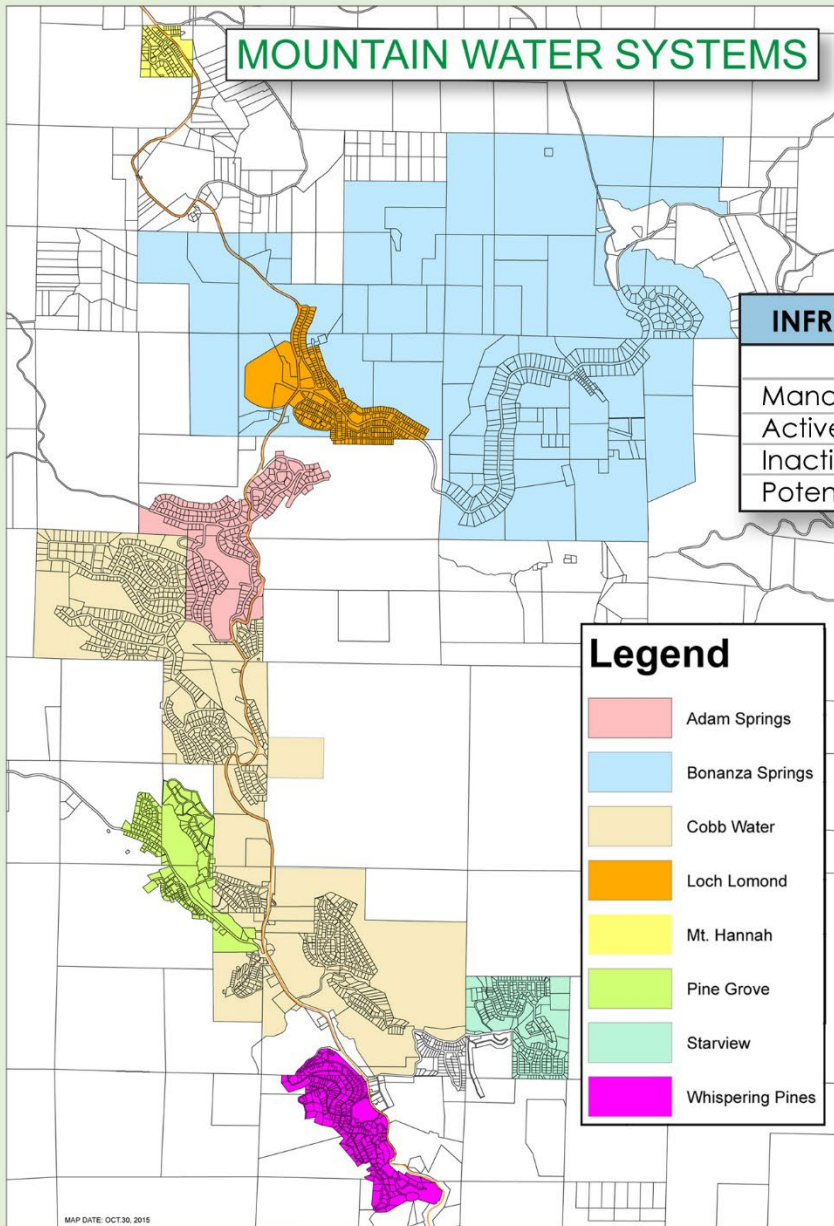 MOUNTAIN WATER SYSTEMS
INFR
Mana
Active
Inacti
Poten
Legend
Adam Springs
Bonanza Springs
Cobb Water
Loch Lomond
Mt. Hannah
Pine Grove
Starview
Whispering Pines
MAP DATE: OCT.30, 2015